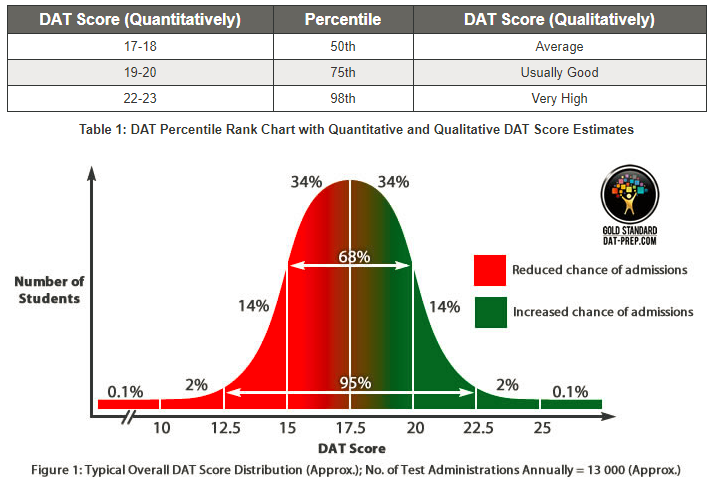 DAT Score (Quantitatively) Percentile DAT Score (Qualitatively)
17-18 50th Average
19-20 75th Usually Good
22-23 98th Very High
Table 1: DAT Percentile Rank Chart with Quantitative and Qualitative DAT Score Estimates
34% 34%
GOLD STANDARD
DAT-PREP.COM
68%
Reduced chance of admissions
Number of
Students
14% 14%
Increased chance of admissions
0.1% 2% 95% 2% 0.1%
10 12.5 15 17.5 20 22.5 25
DAT Score
Figure 1: Typical Overall DAT Score Distribution (Approx.); No. of Test Administrations Annually = 13 000 (Approx.)